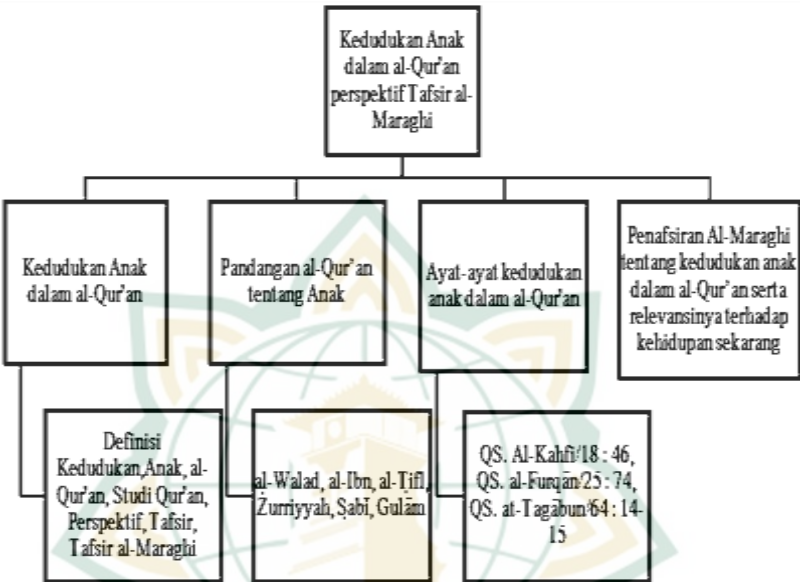 Kedudukan Anak
dalam al-Qur'an
perspektif Tafsir al-
Maraghi
Kedudukan Anak
dalam al-Qur'an
Pandangan al-Qur'an
tentang Anak
Ayat-ayat kedudukan
anak dalam al-Qur'an
Penafsiran Al-Maraghi
tentang kedudukan anak
dalam al-Qur'an serta
relevansinya terhadap
kehidupan sekarang
Definisi
Kedudukan,Anak, al-
Qur'an, Studi Qur'an,
Perspektif, Tafsir,
Tafsir al-Maraghi
al-Walad, al-Ibn, al-Ṭifl,
Żurriyyah, Ṣabī, Gulām
QS. Al-Kahfi/18 : 46,
QS. al-Furqān/25 : 74,
QS. at-Tagābun/64 : 14-
15